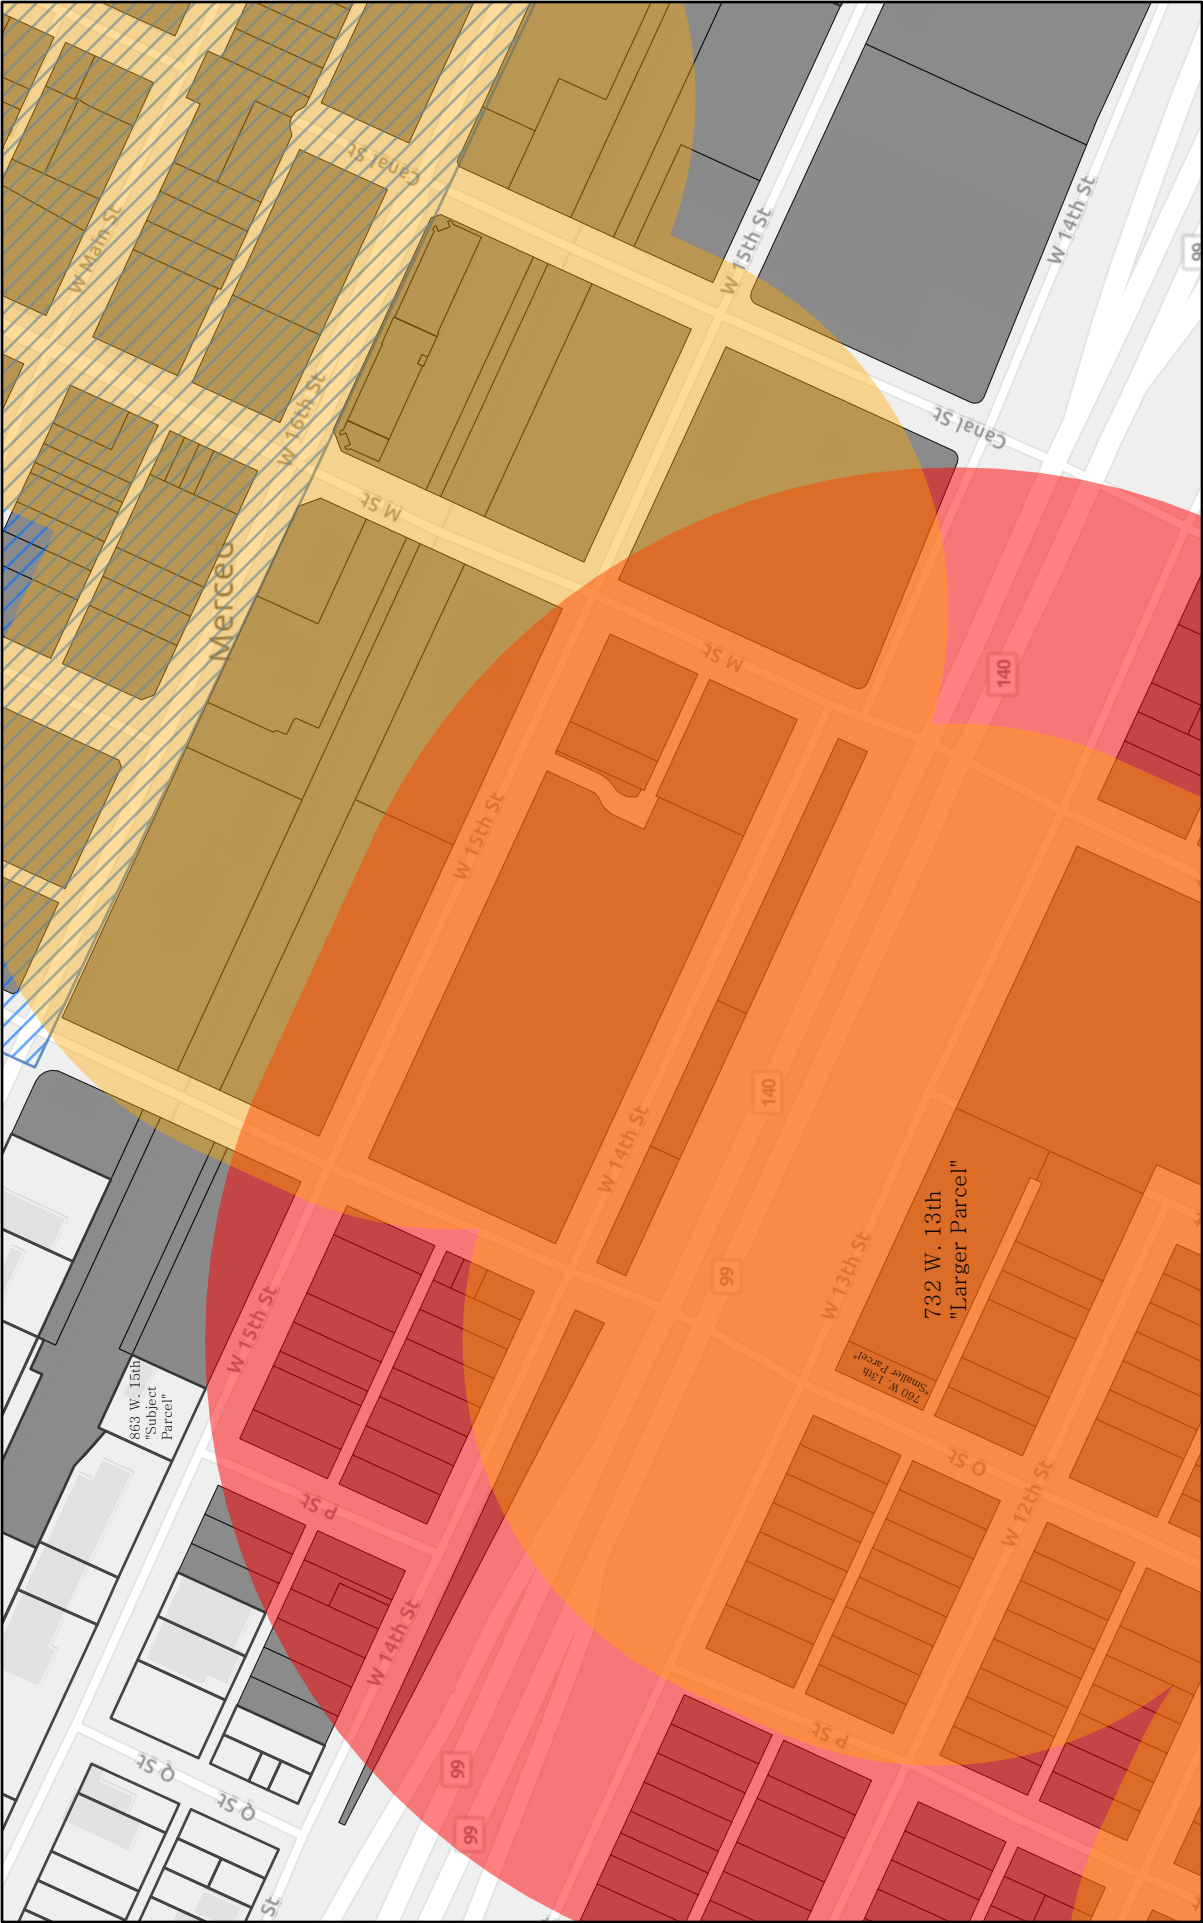 Canal St
W Main St
W 15th St
W 14th St
99
W 16th St
Canal St
M St
Merced
M St
140
W 15th St
140
W 14th St
732 W. 13th
"Larger Parcel"
99
W 13th St
W 15th St
863 W. 15th
"Subject
Parcel"
760 W. 13th
"Smaller Parcel"
O St
P St
W 12th St
W 14th St
P St
Q St
Q St
99
99
St